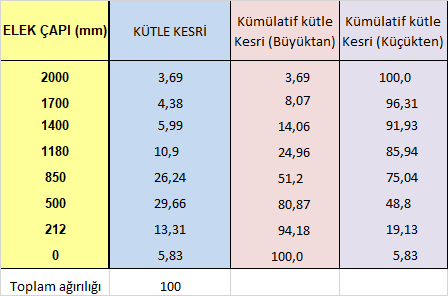 ELEK ÇAPI (mm) KÜTLE KESRİ Kümülatif kütle Kesri (Büyüktan) Kümülatif kütle Kesri (Küçükten)
2000 3,69 3,69 100,0
1700 4,38 8,07 96,31
1400 5,99 14,06 91,93
1180 10,9 24,96 85,94
850 26,24 51,2 75,04
500 29,66 80,87 48,8
212 13,31 94,18 19,13
0 5,83 100,0 5,83
Toplam ağırılığı 100